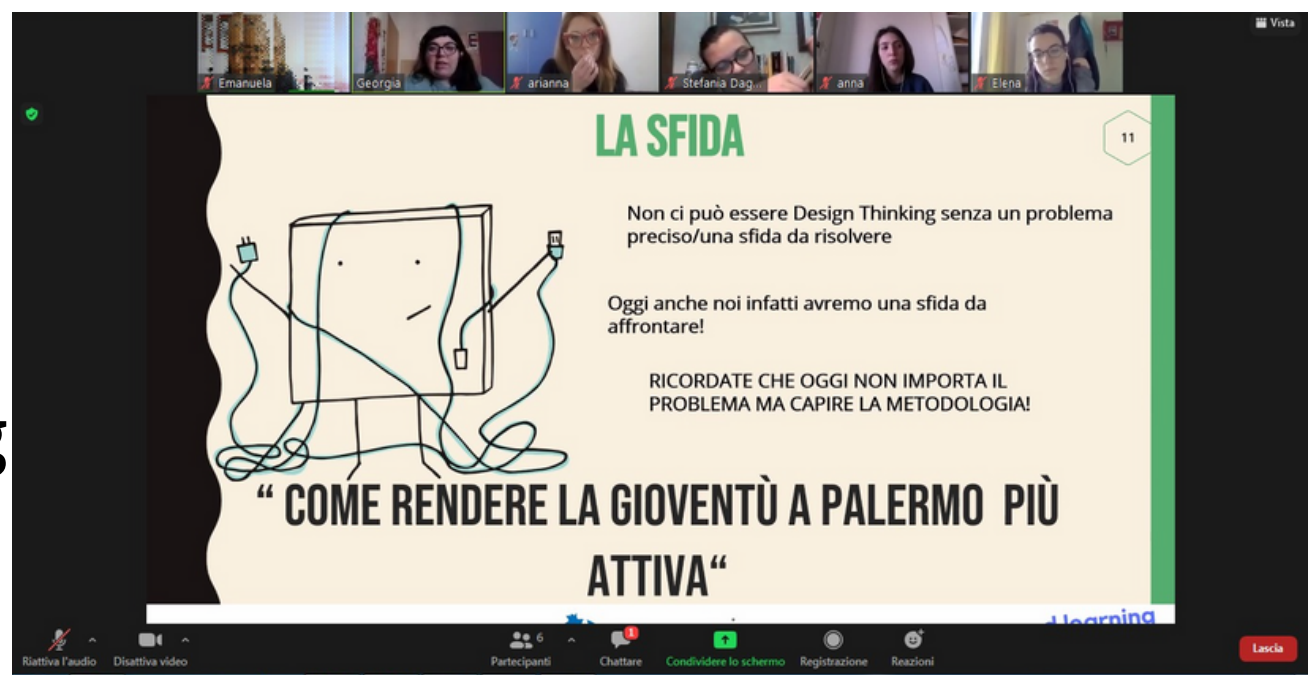 Vista
Emanuela
Georgia
arianna
Stefania Dag...
anna
Elena
LA SFIDA
11
Non ci può essere Design Thinking senza un problema
preciso/una sfida da risolvere
Oggi anche noi infatti avremo una sfida da
affrontare!
RICORDATE CHE OGGI NON IMPORTA IL
PROBLEMA MA CAPIRE LA METODOLOGIA!
“ COME RENDERE LA GIOVENTÙ A PALERMO PIÙ
ATTIVA“
g
learning
Riattiva l'audio
Disattiva video
6
Partecipanti
1
Chattare
Condividere lo schermo
Registrazione
Reazioni
Lascia